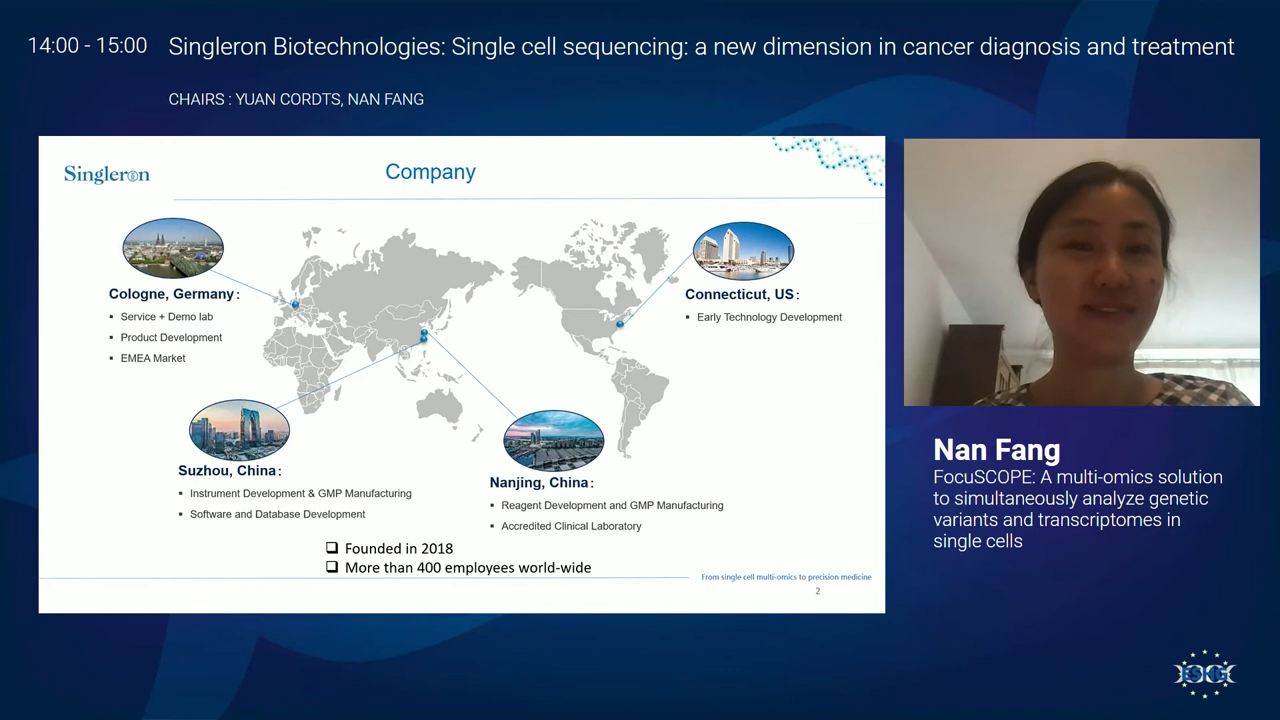 14:00 - 15:00
Singleron Biotechnologies: Single cell sequencing: a new dimension in cancer diagnosis and treatment
CHAIRS : YUAN CORDTS, NAN FANG
Singleron
Company
Cologne, Germany:
▪ Service + Demo lab
▪ Product Development
▪ EMEA Market
Connecticut, US:
▪ Early Technology Development
Suzhou, China:
▪ Instrument Development & GMP Manufacturing
▪ Software and Database Development
Nanjing, China:
▪ Reagent Development and GMP Manufacturing
▪ Accredited Clinical Laboratory
❑ Founded in 2018
❑ More than 400 employees world-wide
From single cell multi-omics to precision medicine
2
Nan Fang
FocuSCOPE: A multi-omics solution
to simultaneously analyze genetic
variants and transcriptomes in
single cells
ESHG